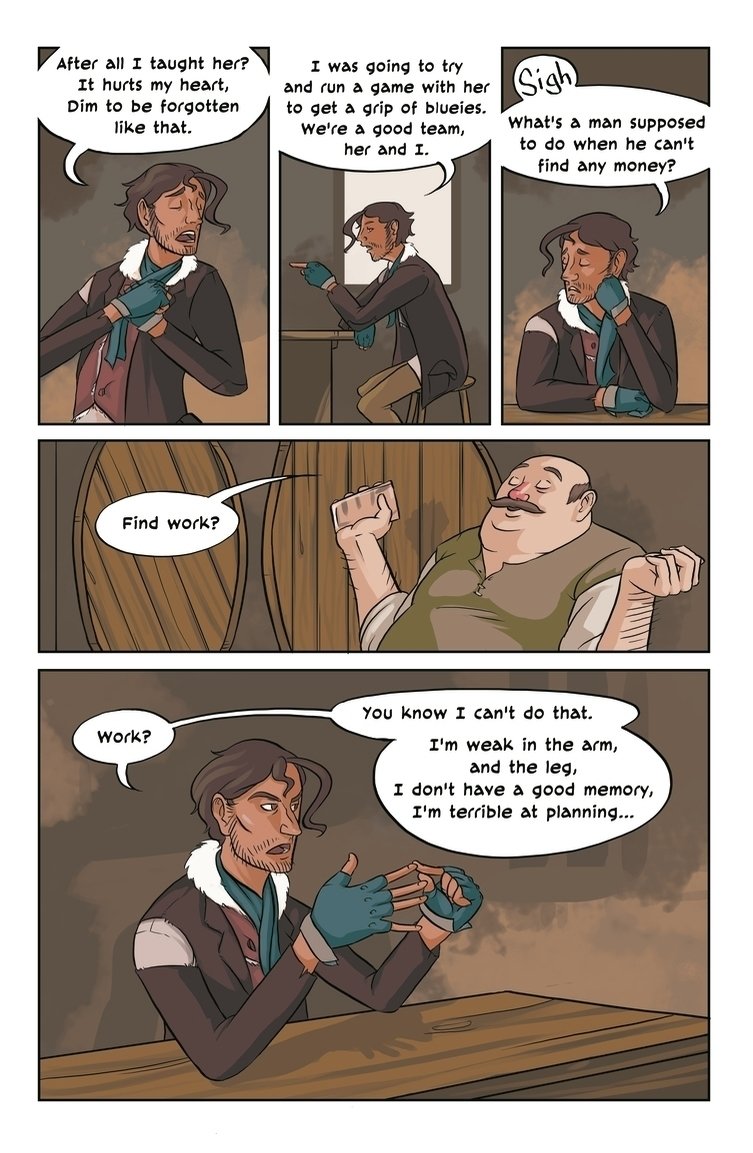 After all I taught her?
It hurts my heart,
Dim to be forgotten
like that.
I was going to try
and run a game with her
to get a grip of blueies.
We're a good team,
her and I.
Sigh
What's a man supposed
to do when he can't
find any money?
Find work?
Work?
You know I can't do that.
I'm weak in the arm,
and the leg,
I don't have a good memory,
I'm terrible at planning...